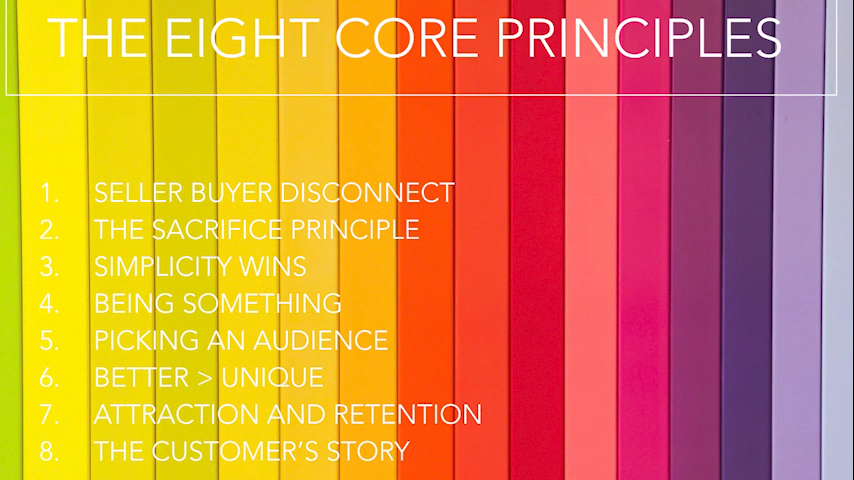 THE EIGHT CORE PRINCIPLES
1. SELLER BUYER DISCONNECT
2. THE SACRIFICE PRINCIPLE
3. SIMPLICITY WINS
4. BEING SOMETHING
5. PICKING AN AUDIENCE
6. BETTER > UNIQUE
7. ATTRACTION AND RETENTION
8. THE CUSTOMER'S STORY